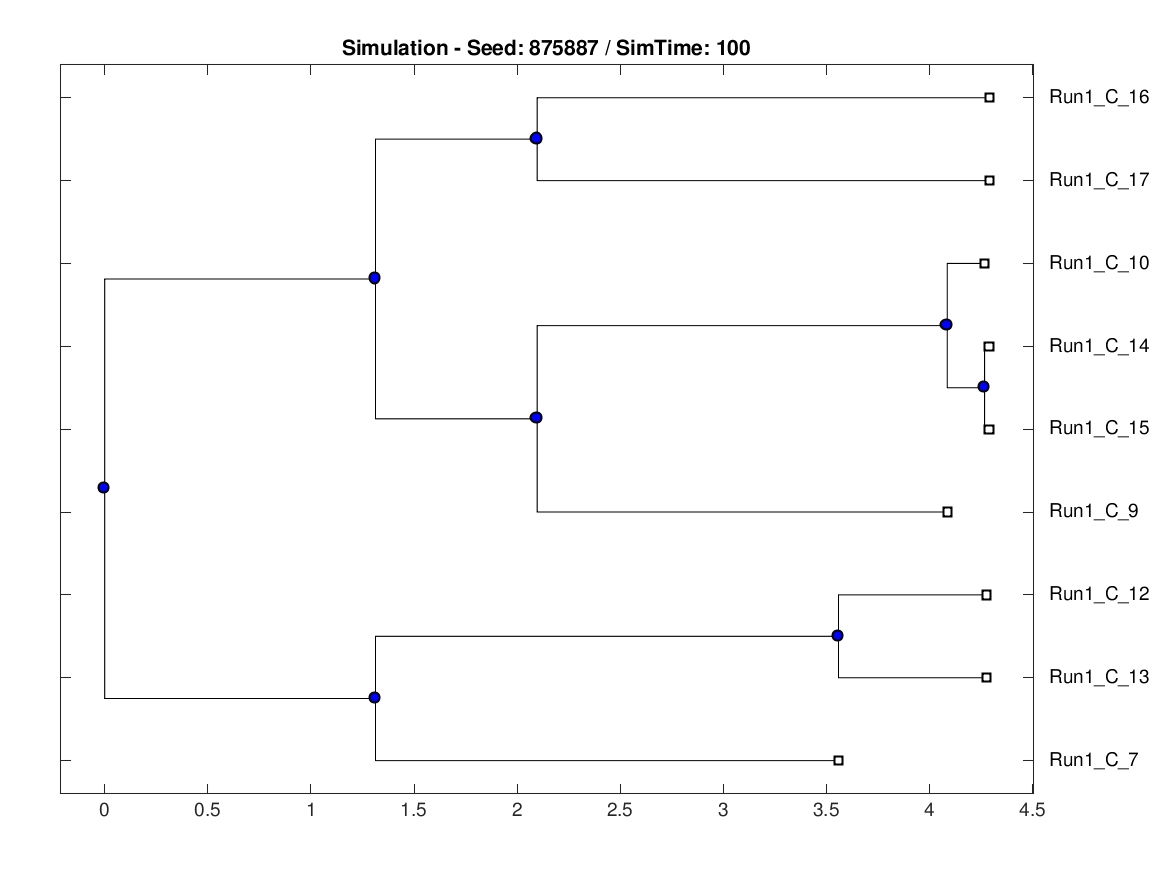 Simulation - Seed: 875887 / SimTime: 100
Run1_C_16
Run1_C_17
Run1_C_10
Run1_C_14
Run1_C_15
Run1_C_9
Run1_C_12
Run1_C_13
Run1_C_7
0 0.5 1 1.5 2 2.5 3 3.5 4 4.5